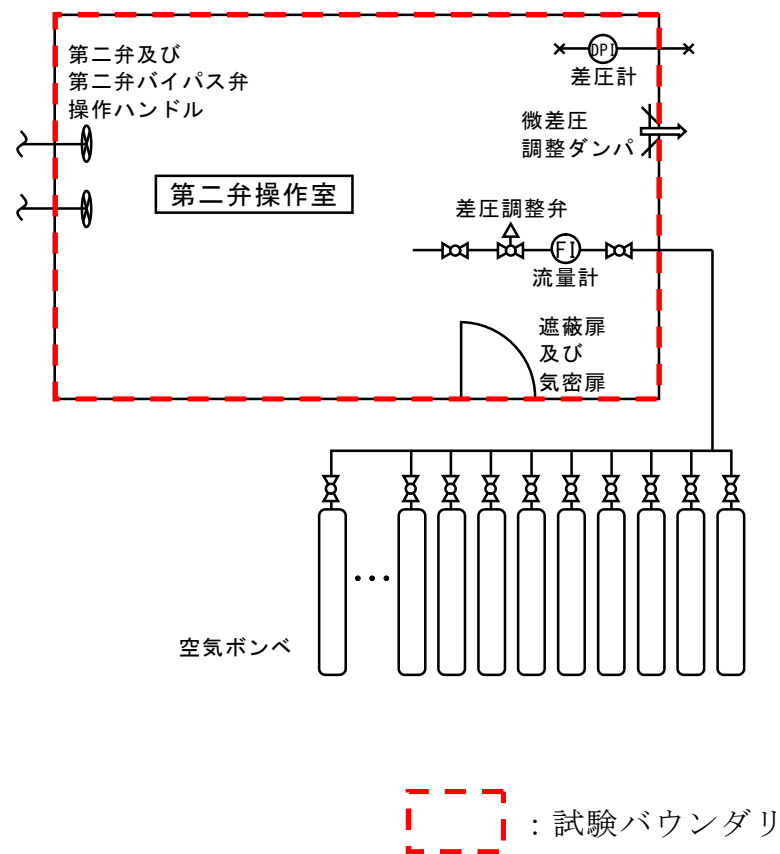 第二弁及び
第二弁バイパス弁
操作ハンドル
DPI
差圧計
微差圧
調整ダンパ
第二弁操作室
差圧調整弁
FI
流量計
遮蔽扉
及び
気密扉
空気ボンベ
：試験バウンダリ